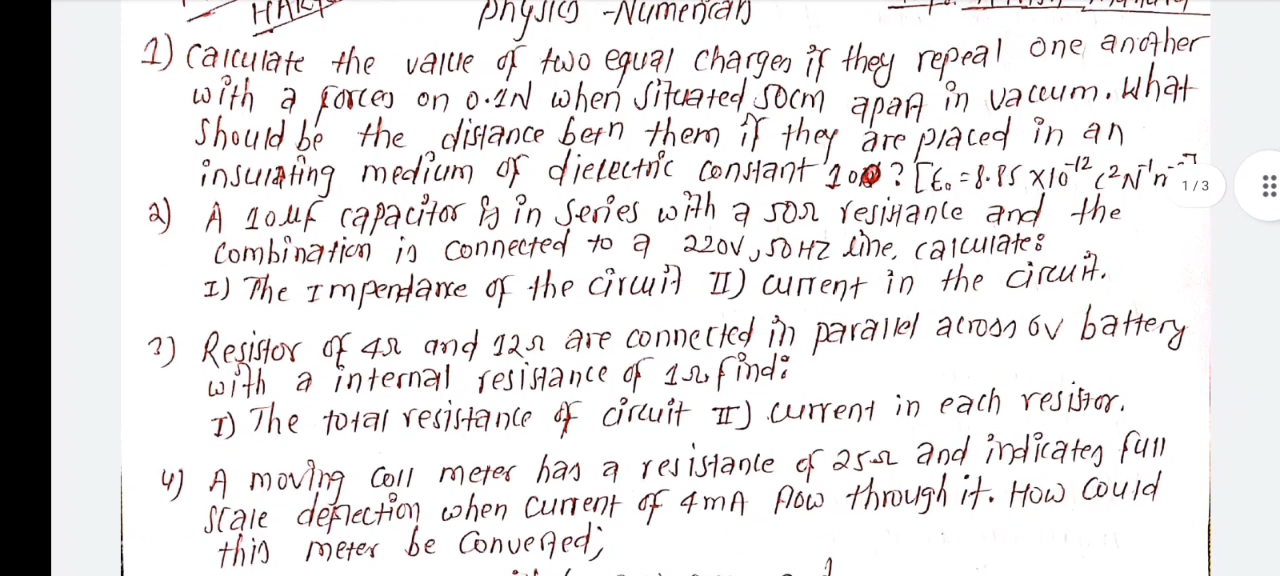 Physics -Numericals
1) Calculate the value of two equal charges if they repeal one another
with a forces on 0.1N when situated 50cm apart in vaccum. What
should be the distance betn them if they are placed in an
insulating medium of dielectric constant 10? [ε₀ = 8.85 ×10⁻¹² C²N⁻¹m⁻²]
1/3
2) A 10μf capacitor is in series with a 50Ω resistance and the
combination is connected to a 220V, 50HZ line, calculate:
I) The Impendance of the circuit II) current in the circuit.
3) Resistor of 4Ω and 12Ω are connected in parallel across 6v battery
with a internal resistance of 1Ω find:
I) The total resistance of circuit II) current in each resistor.
4) A moving coll meter has a resistance of 25Ω and indicates full
scale deflection when current of 4mA flow through it. How could
this meter be converted;